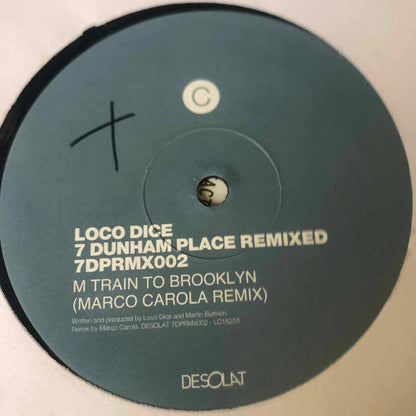 C
LOCO DICE
7 DUNHAM PLACE REMIXED
7DPRMX002
M TRAIN TO BROOKLYN
(MARCO CAROLA REMIX)
Written and produced by Loco Dice and Martin Buttrich.
Remix by Marco Carola. DESOLAT 7DPRMX002 - LC18258
DESOLAT